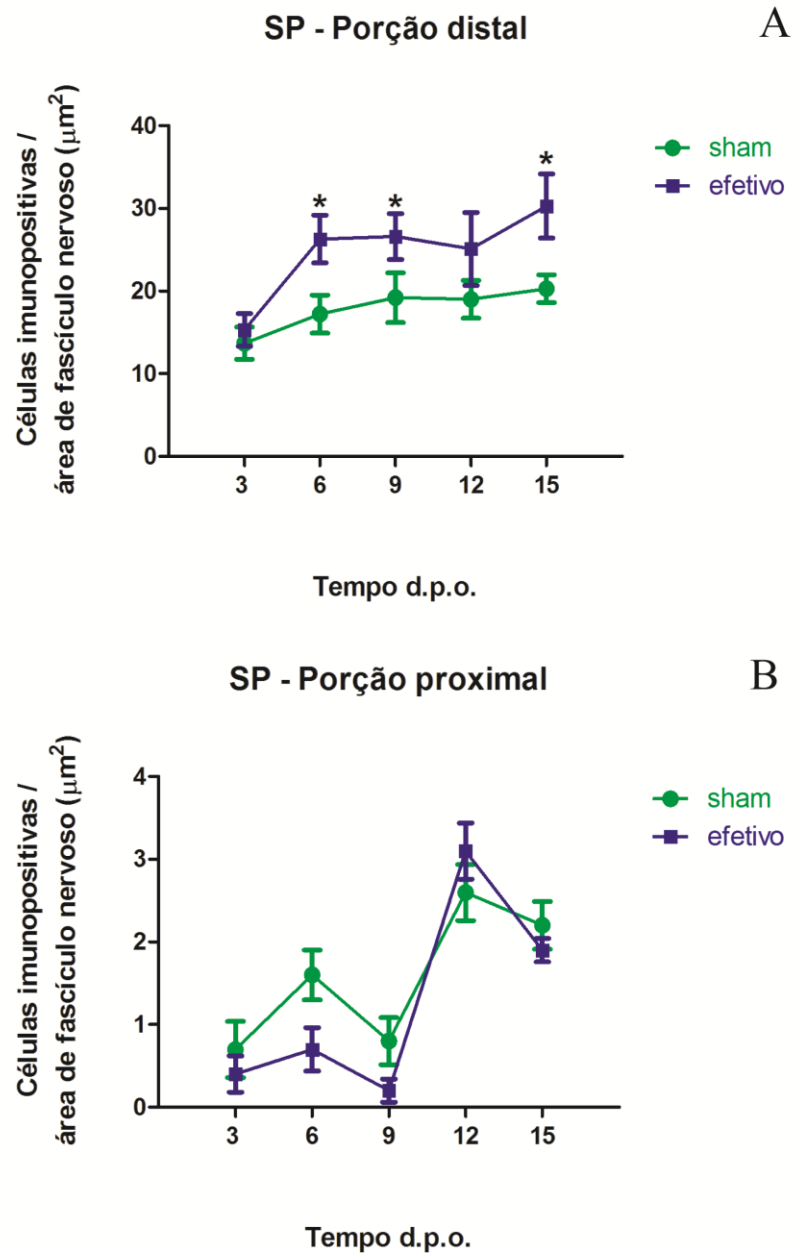 SP - Porção distal
A
Células imunopositivas /
área de fascículo nervoso (μm2)
40
30
20
10
0
* * *
3 6 9 12 15
Tempo d.p.o.
sham
efetivo
SP - Porção proximal
B
Células imunopositivas /
área de fascículo nervoso (μm2)
4
3
2
1
0
3 6 9 12 15
Tempo d.p.o.
sham
efetivo